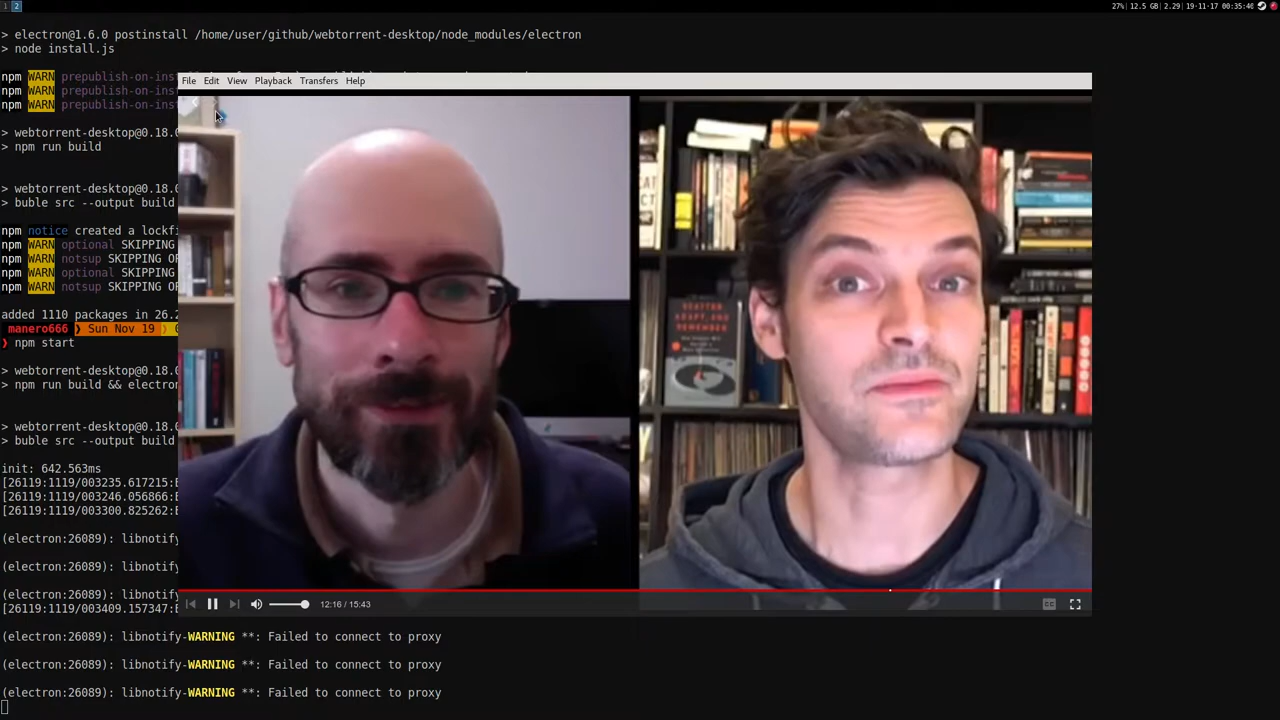 1 2
27%| 12.5 GB| 2.29| 19-11-17 00:35:40
> electron@1.6.0 postinstall /home/user/github/webtorrent-desktop/node_modules/electron
> node install.js
npm WARN prepublish-on-ins
npm WARN prepublish-on-ins
npm WARN prepublish-on-ins
File Edit View Playback Transfers Help
> webtorrent-desktop@0.18.0
> npm run build
> webtorrent-desktop@0.18.0
> buble src --output build
npm notice created a lockfi
npm WARN optional SKIPPING
npm WARN notsup SKIPPING OP
npm WARN optional SKIPPING
npm WARN notsup SKIPPING OP
added 1110 packages in 26.2
manero666 ❯ Sun Nov 19 ❯
❯ npm start
> webtorrent-desktop@0.18.0
> npm run build && electron
> webtorrent-desktop@0.18.0
> buble src --output build
init: 642.563ms
[26119:1119/003235.617215:E
[26119:1119/003246.056866:E
[26119:1119/003300.825262:E
(electron:26089): libnotify
(electron:26089): libnotify
(electron:26089): libnotify
[26119:1119/003409.157347:E
SCATTER
ADAPT, AND
REMEMBER
12:16 / 15:43
CC
(electron:26089): libnotify-WARNING **: Failed to connect to proxy
(electron:26089): libnotify-WARNING **: Failed to connect to proxy
(electron:26089): libnotify-WARNING **: Failed to connect to proxy